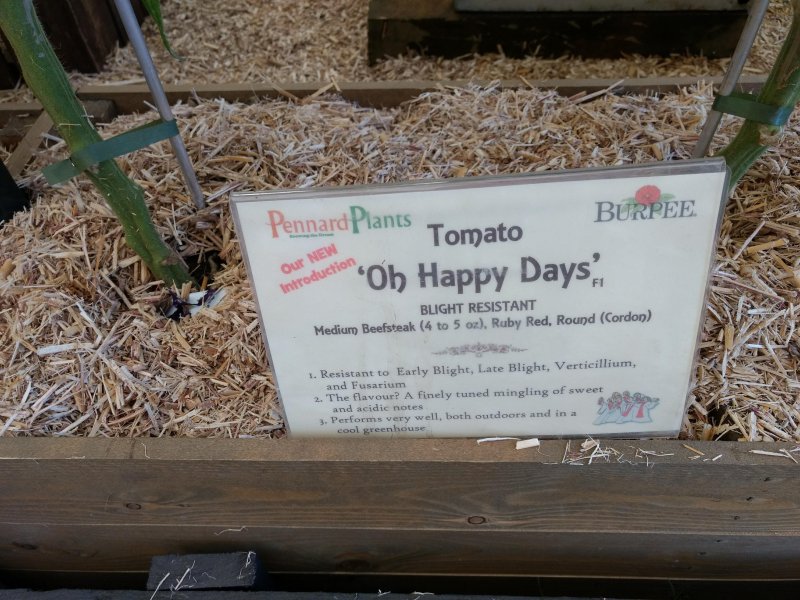 Pennard Plants
BURPEE
Our NEW
Introduction
Tomato
'Oh Happy Days' F1
BLIGHT RESISTANT
Medium Beefsteak (4 to 5 oz), Ruby Red, Round (Cordon)
1. Resistant to Early Blight, Late Blight, Verticillium,
and Fusarium
2. The flavour? A finely tuned mingling of sweet
and acidic notes
3. Performs very well, both outdoors and in a
cool greenhouse